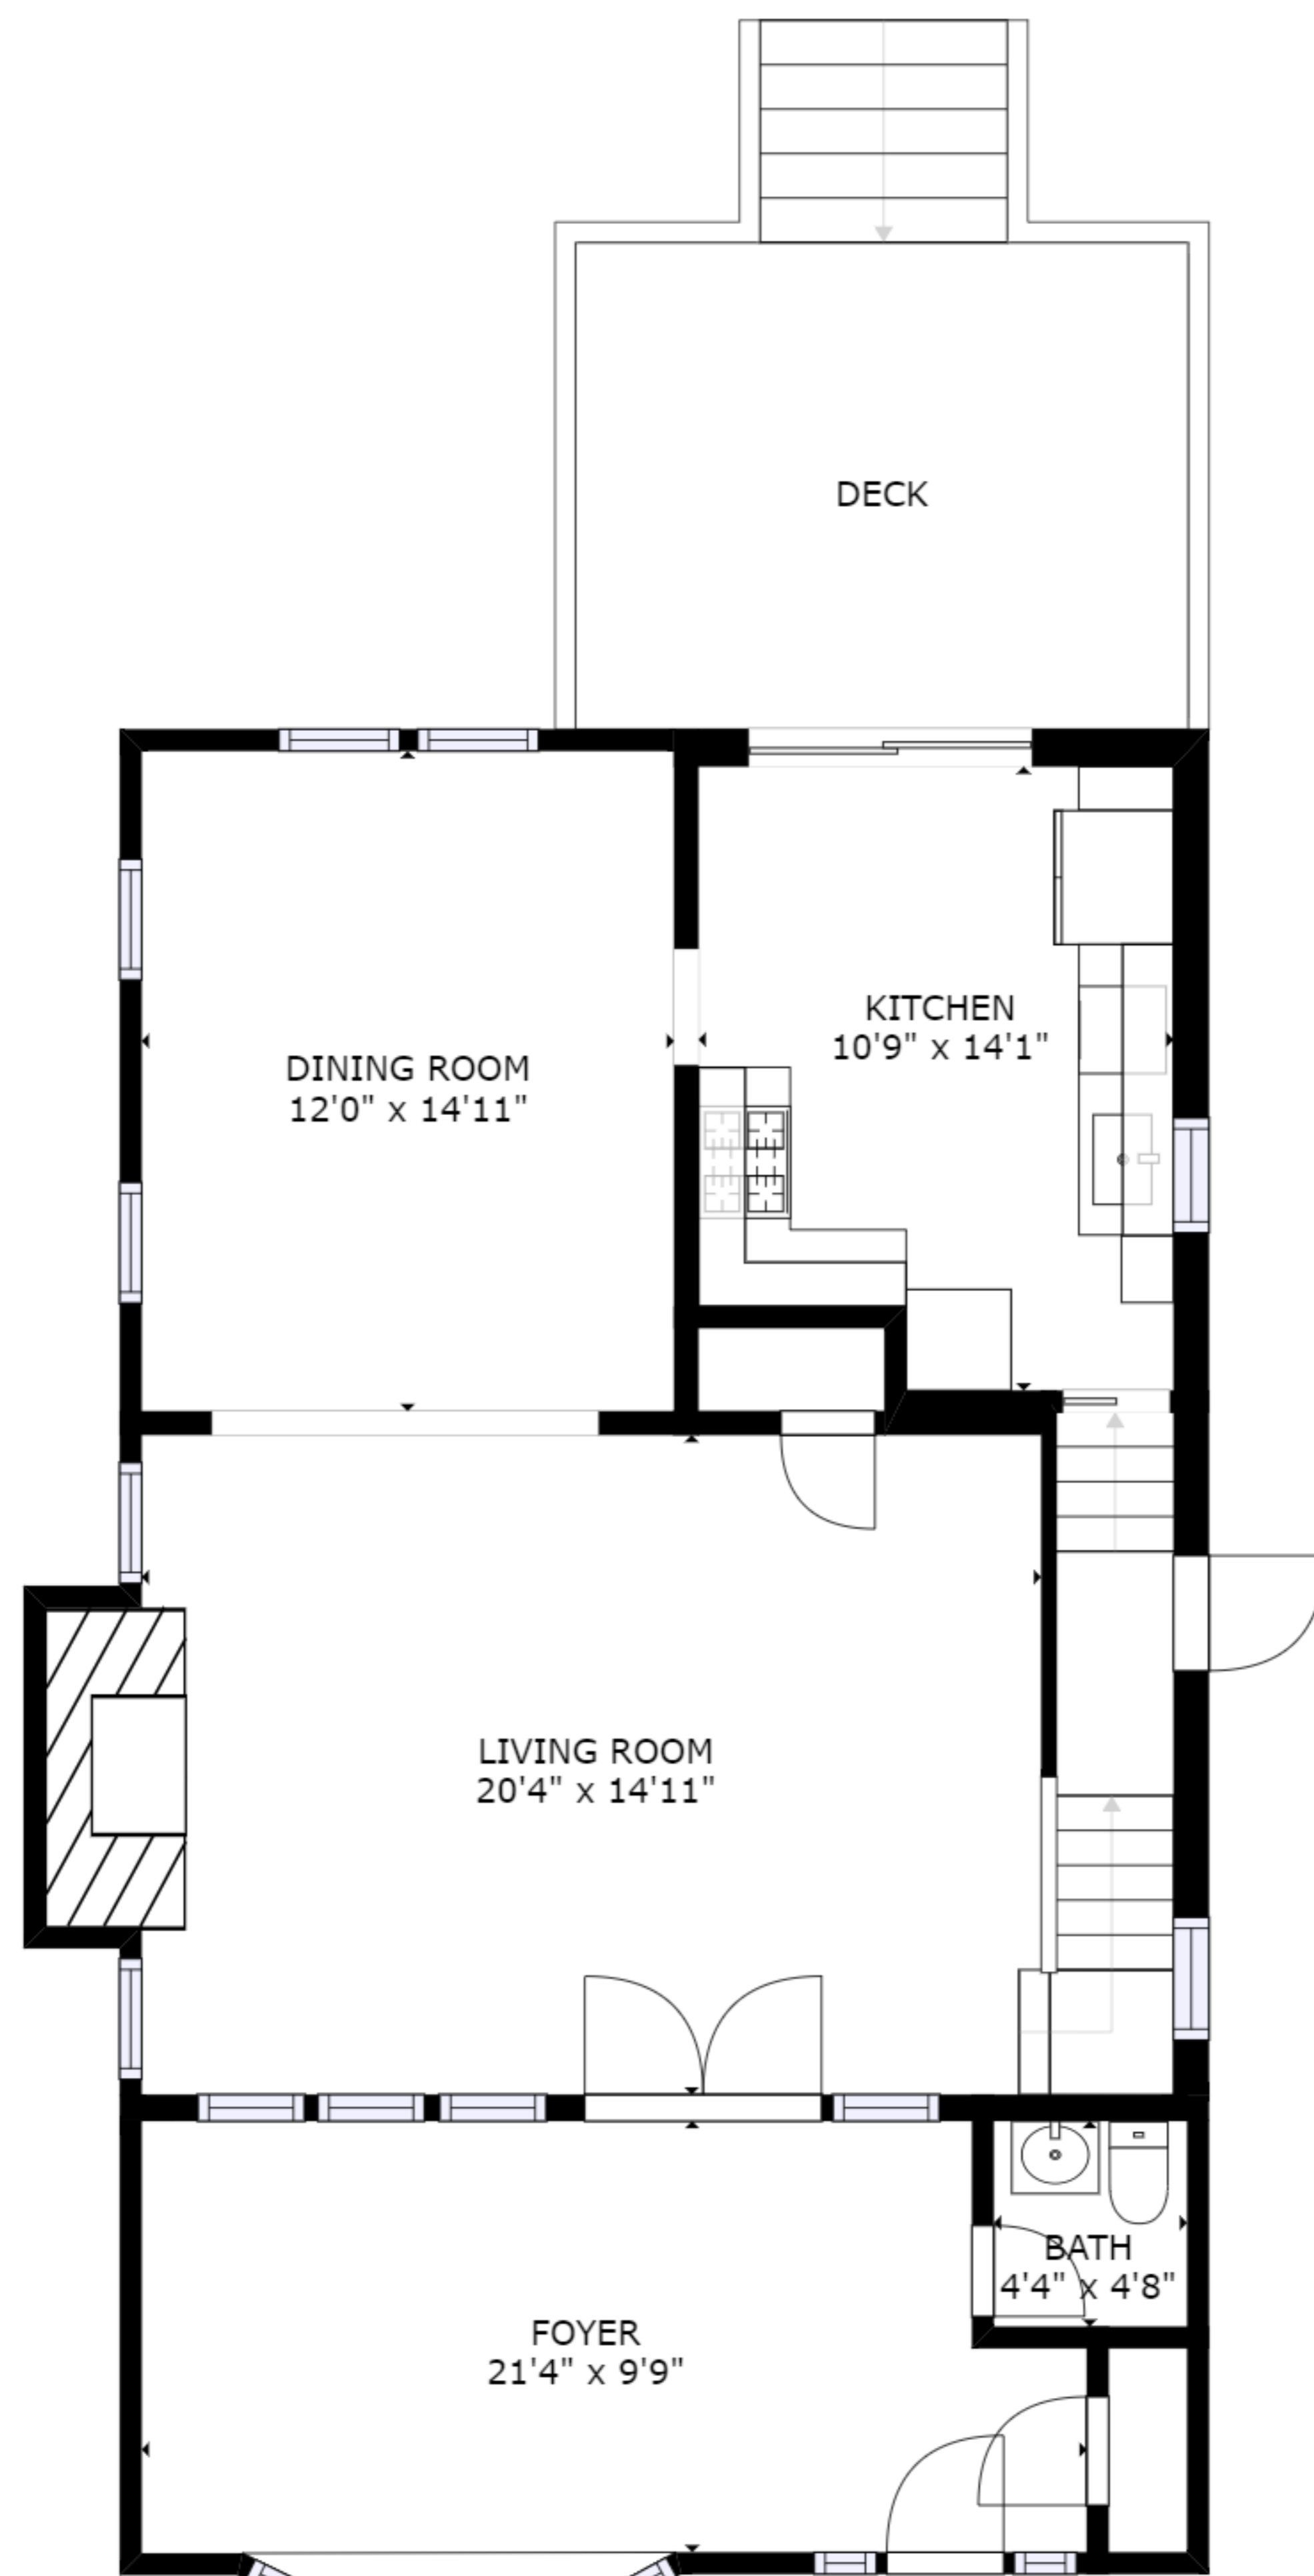 DECK
KITCHEN
10'9" x 14'1"
DINING ROOM
12'0" x 14'11"
LIVING ROOM
20'4" x 14'11"
BATH
4'4" x 4'8"
FOYER
21'4" x 9'9"